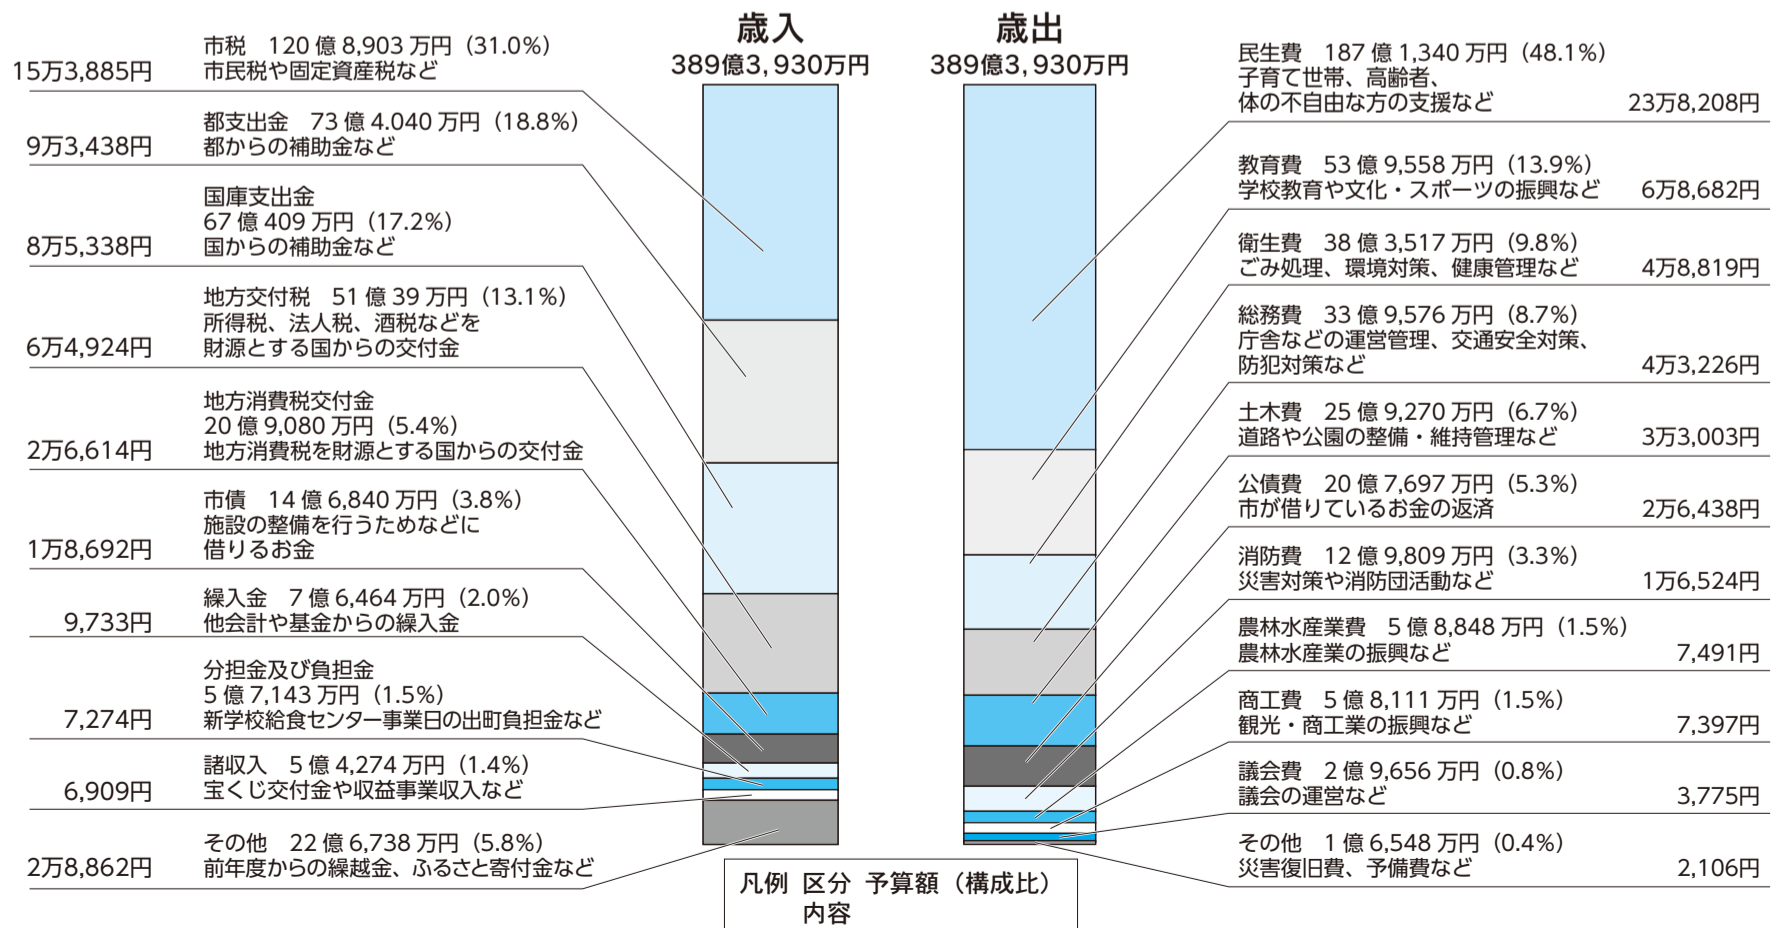 歳入
389億3,930万円
市税 120億8,903万円（31.0%）
市民税や固定資産税など
15万3,885円
都支出金 73億4.040万円（18.8%）
都からの補助金など
9万3,438円
国庫支出金
67億409万円（17.2%）
国からの補助金など
8万5,338円
地方交付税 51億39万円（13.1%）
所得税、法人税、酒税などを
財源とする国からの交付金
6万4,924円
地方消費税交付金
20億9,080万円（5.4%）
地方消費税を財源とする国からの交付金
2万6,614円
市債 14億6,840万円（3.8%）
施設の整備を行うためなどに
借りるお金
1万8,692円
繰入金 7億6,464万円（2.0%）
他会計や基金からの繰入金
9,733円
分担金及び負担金
5億7,143万円（1.5%）
新学校給食センター事業日の出町負担金など
7,274円
諸収入 5億4,274万円（1.4%）
宝くじ交付金や収益事業収入など
6,909円
その他 22億6,738万円（5.8%）
前年度からの繰越金、ふるさと寄付金など
2万8,862円
歳出
389億3,930万円
民生費 187億1,340万円（48.1%）
子育て世帯、高齢者、
体の不自由な方の支援など
23万8,208円
教育費 53億9,558万円（13.9%）
学校教育や文化・スポーツの振興など
6万8,682円
衛生費 38億3,517万円（9.8%）
ごみ処理、環境対策、健康管理など
4万8,819円
総務費 33億9,576万円（8.7%）
庁舎などの運営管理、交通安全対策、
防犯対策など
4万3,226円
土木費 25億9,270万円（6.7%）
道路や公園の整備・維持管理など
3万3,003円
公債費 20億7,697万円（5.3%）
市が借りているお金の返済
2万6,438円
消防費 12億9,809万円（3.3%）
災害対策や消防団活動など
1万6,524円
農林水産業費 5億8,848万円（1.5%）
農林水産業の振興など
7,491円
商工費 5億8,111万円（1.5%）
観光・商工業の振興など
7,397円
議会費 2億9,656万円（0.8%）
議会の運営など
3,775円
その他 1億6,548万円（0.4%）
災害復旧費、予備費など
2,106円
凡例 区分 予算額（構成比）
内容